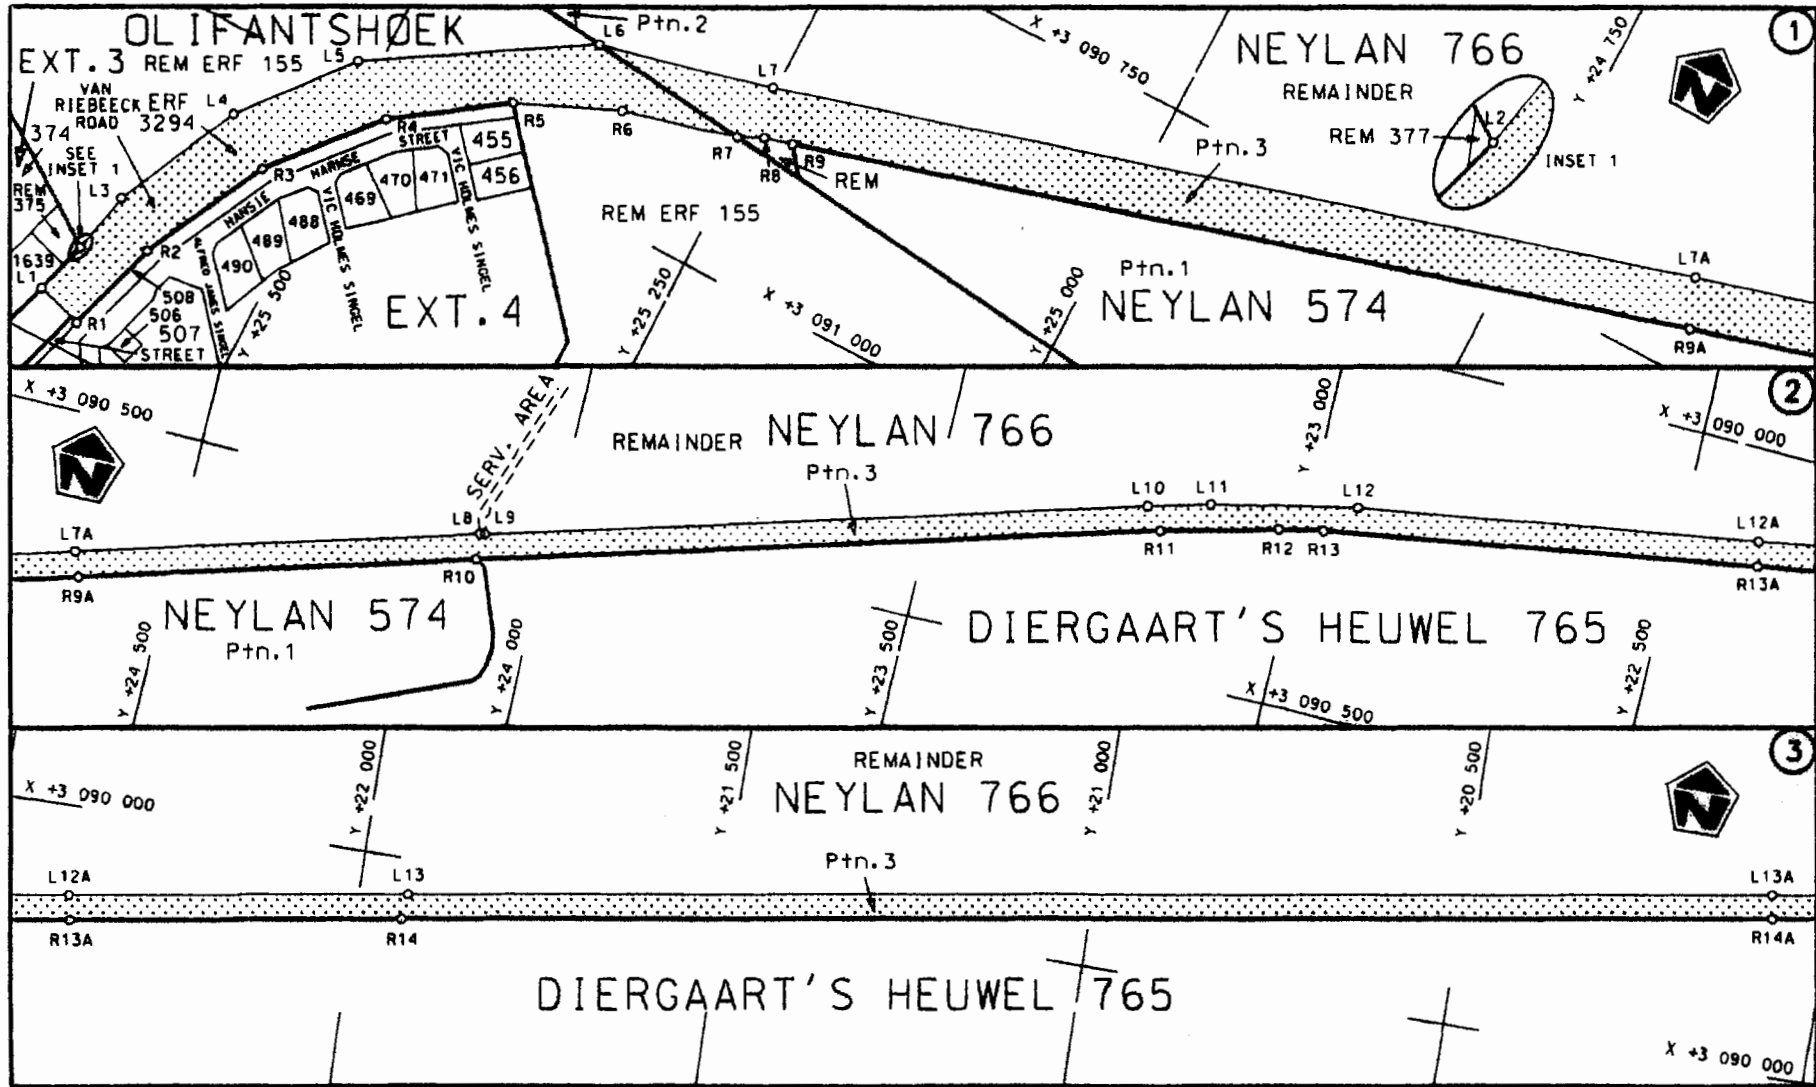 OLIFANTSHØEK
EXT.3 REM ERF 155
L5
L6
Ptn.2
X +3 090 750
NEYLAN 766
REMAINDER
Y +24 750
1
VAN
RIEBEECK
ROAD
ERF
3294
L4
L7
REM 377
L2
INSET 1
374
SEE
INSET 1
L3
REM
375
R4
STREET
R5
R6
455
R7
R8
R9
REM
Ptn.3
R3
HANSIE
HARMSE
470
471
456
469
VIC HOLMES SINGEL
VIC HOLMES SINGEL
488
489
490
REM ERF 155
1639
L1
R2
ALFRED JAMES SINGEL
508
506
507
STREET
R1
Y +25 500
EXT.4
Y +25 250
X +3 091 000
Y +25 000
Ptn.1
NEYLAN 574
L7A
R9A
X +3 090 500
SERV. AREA
REMAINDER NEYLAN 766
Ptn.3
Y +23 000
X +3 090 000
2
L7A
L8
L9
L10
L11
L12
L12A
R9A
R10
R11
R12
R13
R13A
NEYLAN 574
Ptn.1
Y +24 500
Y +24 000
Y +23 500
DIERGAART'S HEUWEL 765
X +3 090 500
Y +22 500
X +3 090 000
Y +22 000
Y +21 500
REMAINDER
NEYLAN 766
Y +21 000
Y +20 500
3
Ptn.3
L12A
L13
L13A
R13A
R14
R14A
DIERGAART'S HEUWEL 765
X +3 090 000